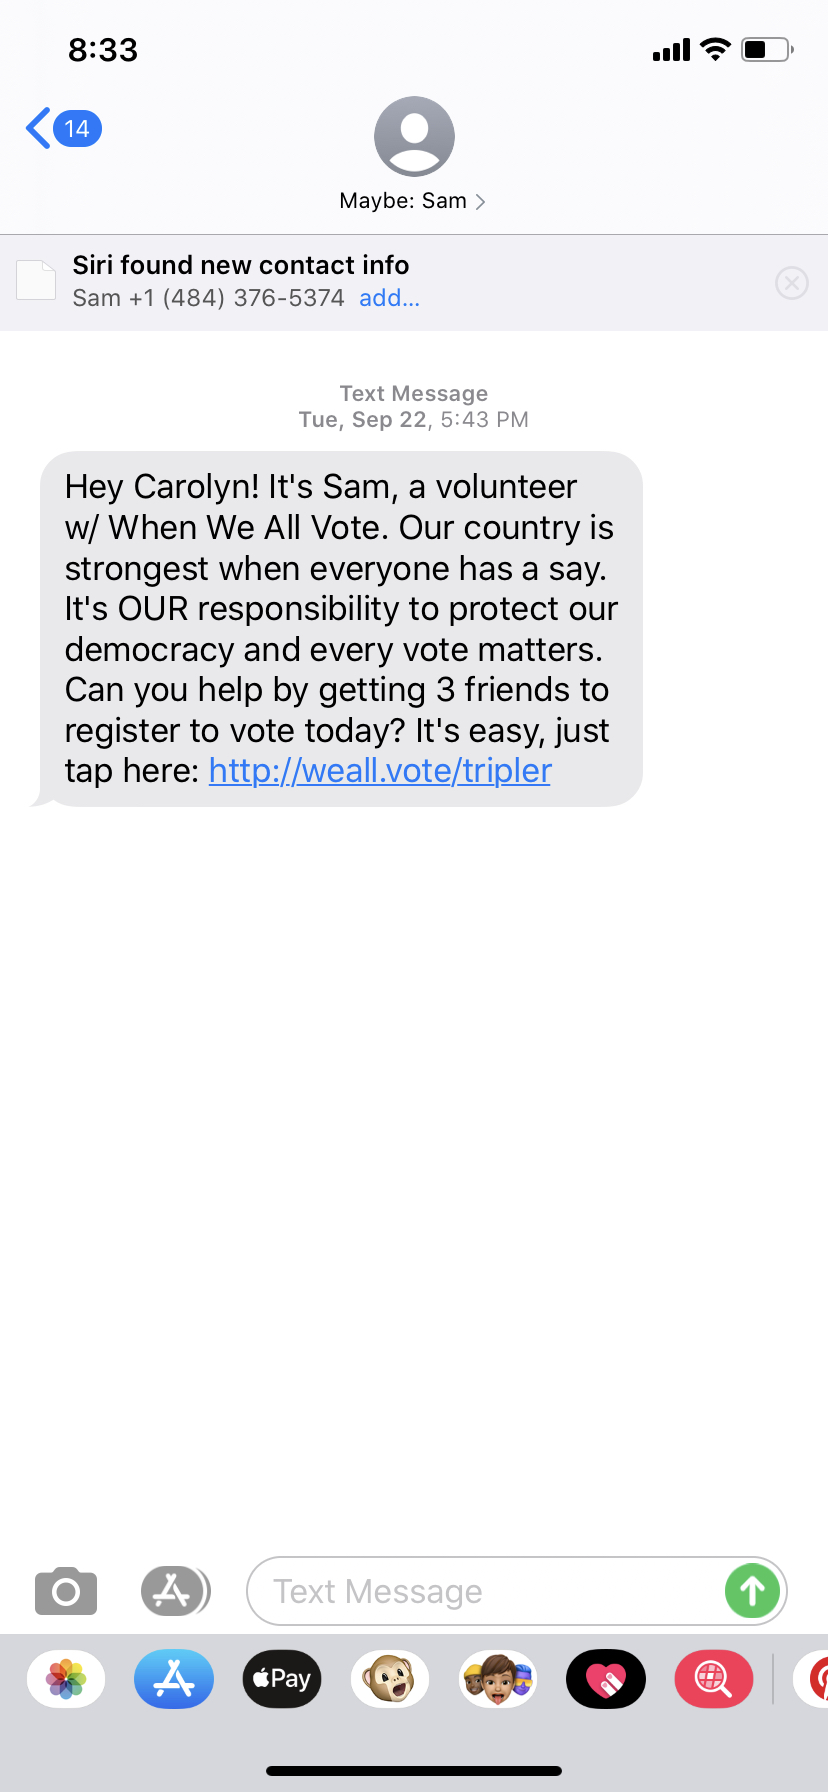 8:33
14
Maybe: Sam
Siri found new contact info
Sam +1 (484) 376-5374 add...
Text Message
Tue, Sep 22, 5:43 PM
Hey Carolyn! It's Sam, a volunteer
w/ When We All Vote. Our country is
strongest when everyone has a say.
It's OUR responsibility to protect our
democracy and every vote matters.
Can you help by getting 3 friends to
register to vote today? It's easy, just
tap here: http://weall.vote/tripler
Text Message
Pay